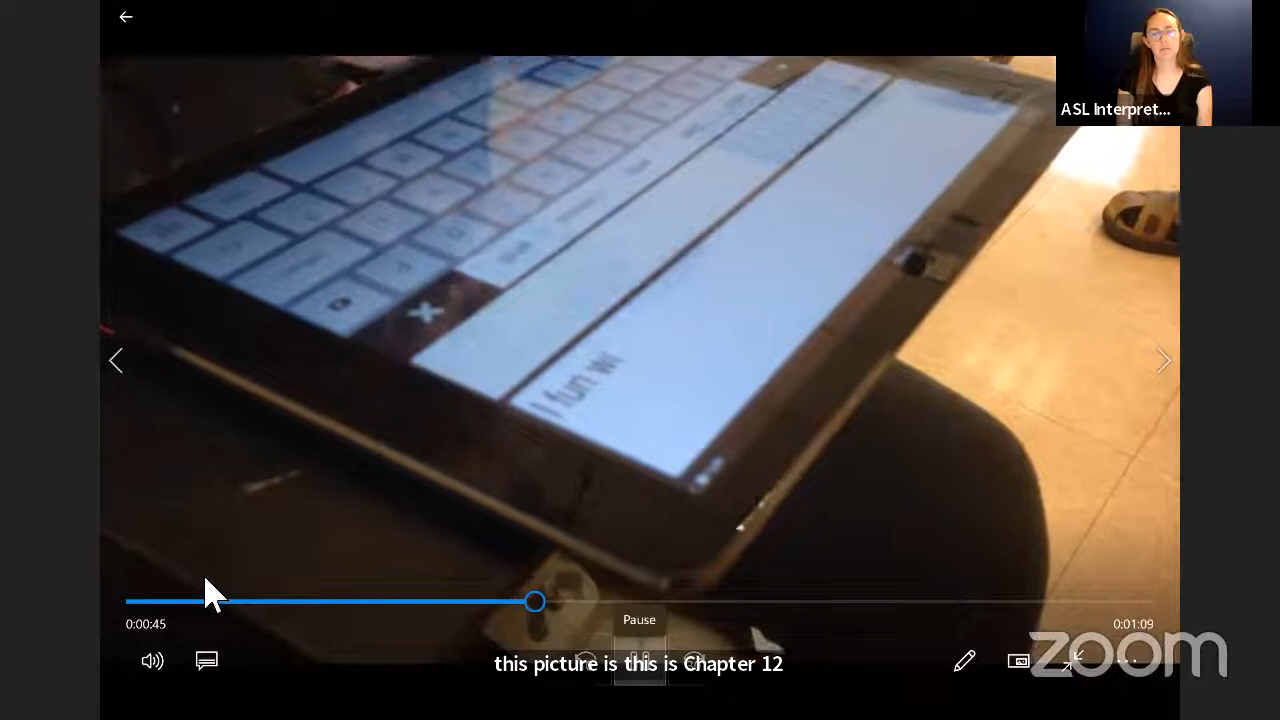 ASL Interpret...
I fun wi
Pause
0:00:45
0:01:09
this picture is this is Chapter 12
zoom